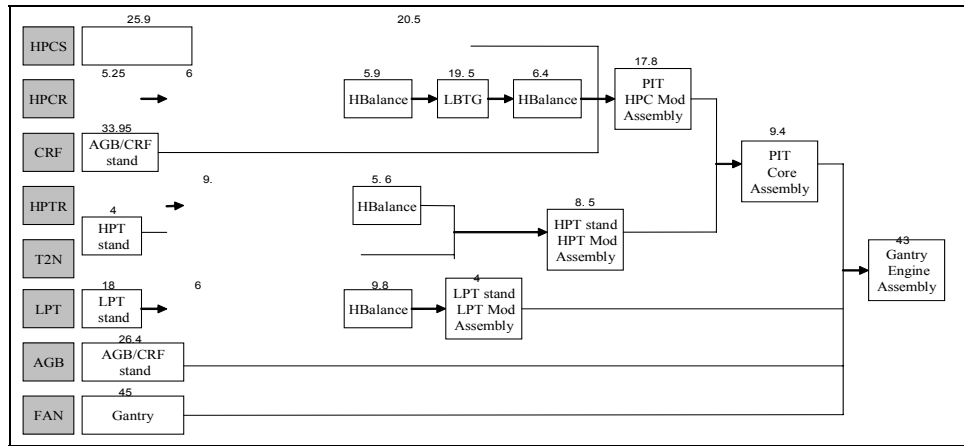 25.9
20.5
HPCS
5.25
6
HPCR
5.9
HBalance
19. 5
LBTG
6.4
HBalance
17.8
PIT
HPC Mod
Assembly
33.95
CRF
AGB/CRF
stand
9.4
PIT
Core
Assembly
9.
HPTR
4
HPT
stand
5. 6
HBalance
8. 5
HPT stand
HPT Mod
Assembly
T2N
43
Gantry
Engine
Assembly
18
LPT
LPT
stand
6
9.8
HBalance
4
LPT stand
LPT Mod
Assembly
26.4
AGB
AGB/CRF
stand
45
FAN
Gantry